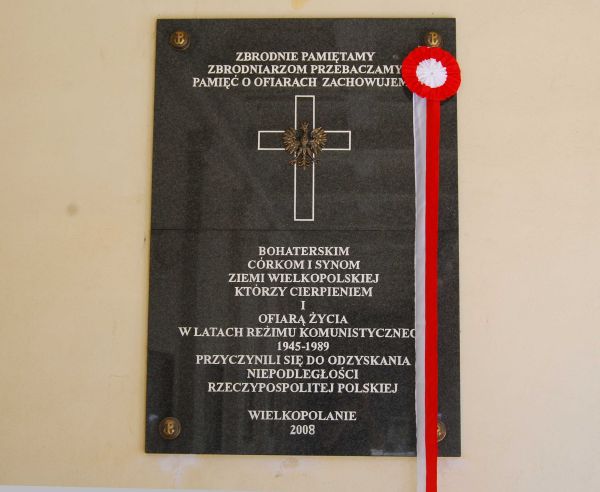 ZBRODNIE PAMIĘTAMY
ZBRODNIARZOM PRZEBACZAMY
PAMIĘĆ O OFIARACH ZACHOWUJEM
BOHATERSKIM
CÓRKOM I SYNOM
ZIEMI WIELKOPOLSKIEJ
KTÓRZY CIERPIENIEM
I
OFIARĄ ŻYCIA
W LATACH REŻIMU KOMUNISTYCZNEG
1945-1989
PRZYCZYNILI SIĘ DO ODZYSKANIA
NIEPODLEGŁOŚCI
RZECZYPOSPOLITEJ POLSKIEJ
WIELKOPOLANIE
2008